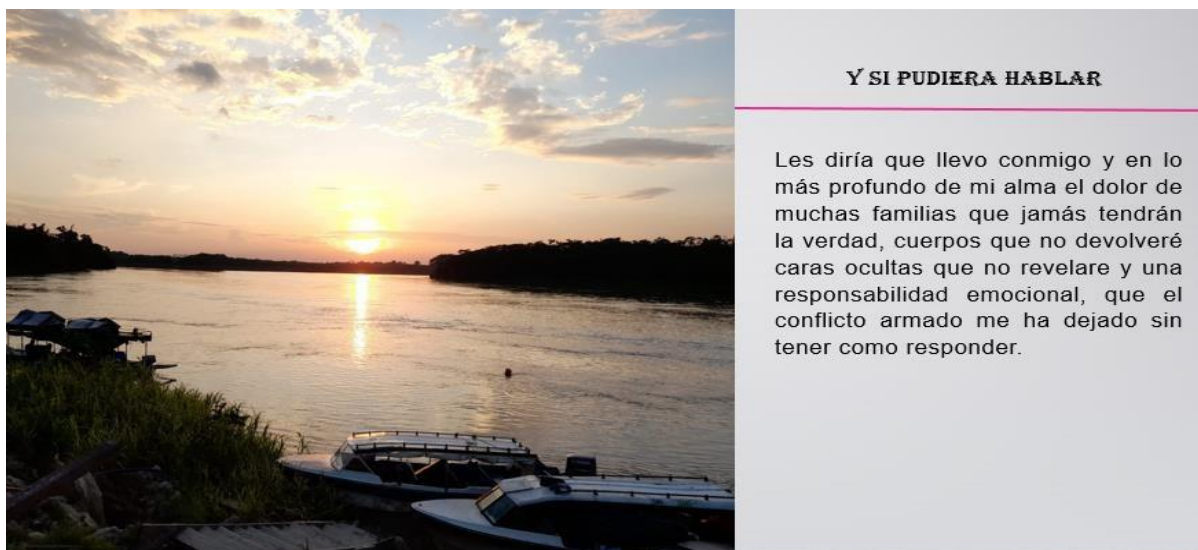 Y SI PUDIERA HABLAR
Les diría que llevo conmigo y en lo
más profundo de mi alma el dolor de
muchas familias que jamás tendrán
la verdad, cuerpos que no devolveré
caras ocultas que no revelare y una
responsabilidad emocional, que el
conflicto armado me ha dejado sin
tener como responder.